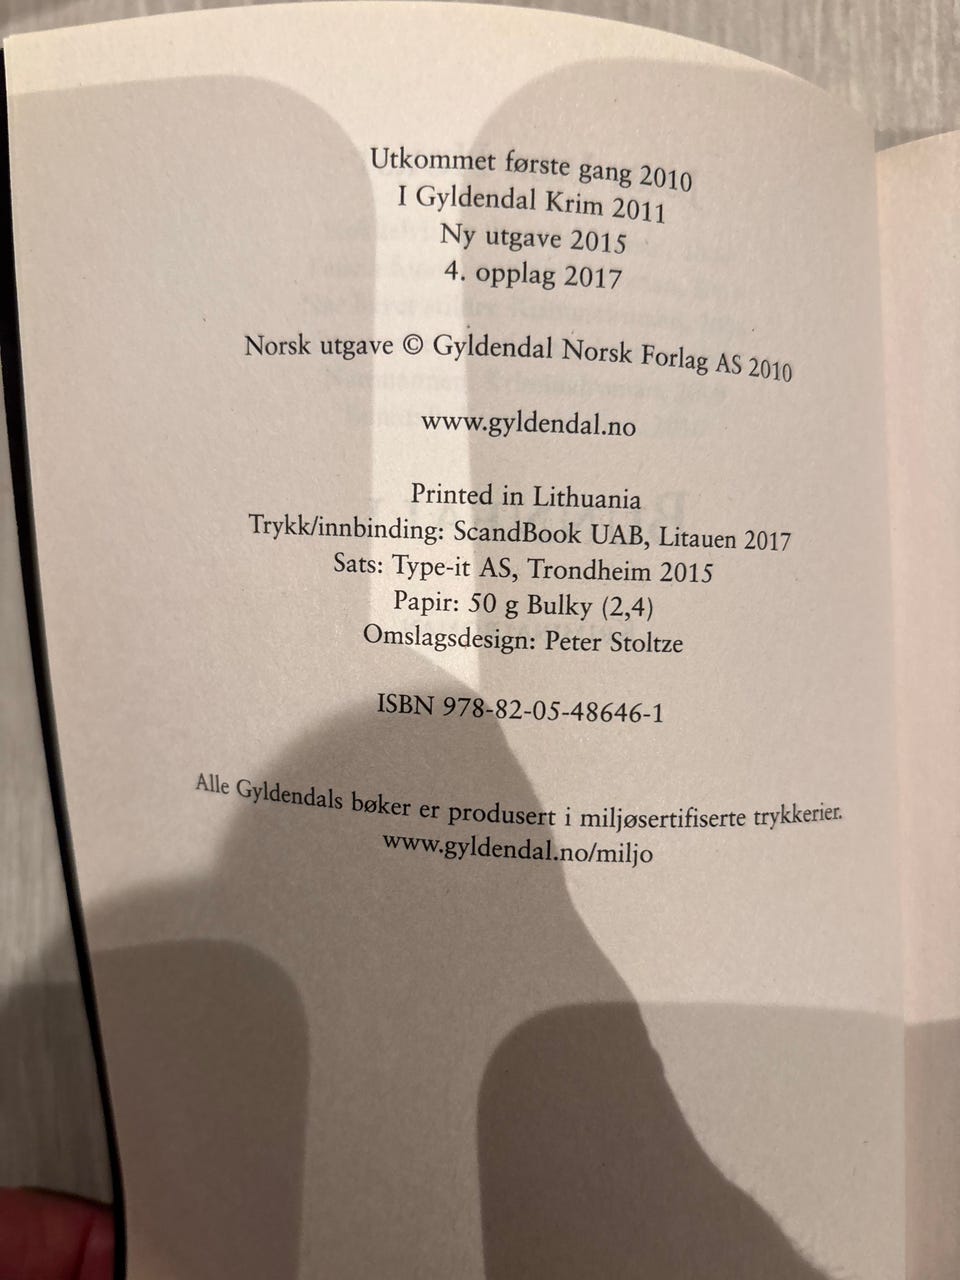 Utkommet første gang 2010
I Gyldendal Krim 2011
Ny utgave 2015
4. opplag 2017
Norsk utgave © Gyldendal Norsk Forlag AS 2010
www.gyldendal.no
Printed in Lithuania
Trykk/innbinding: ScandBook UAB, Litauen 2017
Sats: Type-it AS, Trondheim 2015
Papir: 50 g Bulky (2,4)
Omslagsdesign: Peter Stoltze
ISBN 978-82-05-48646-1
Alle Gyldendals bøker er produsert i miljøsertifiserte trykkerier.
www.gyldendal.no/miljo